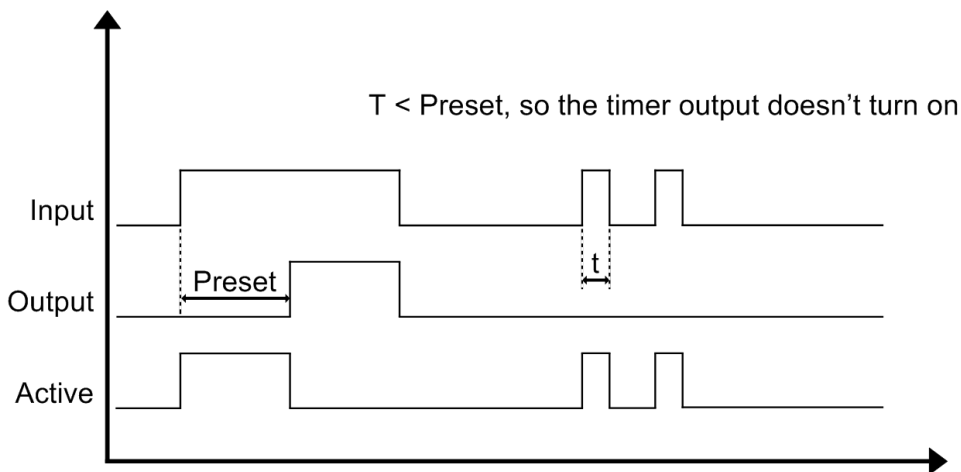 T < Preset, so the timer output doesn’t turn on
Input
t
Preset
Output
Active